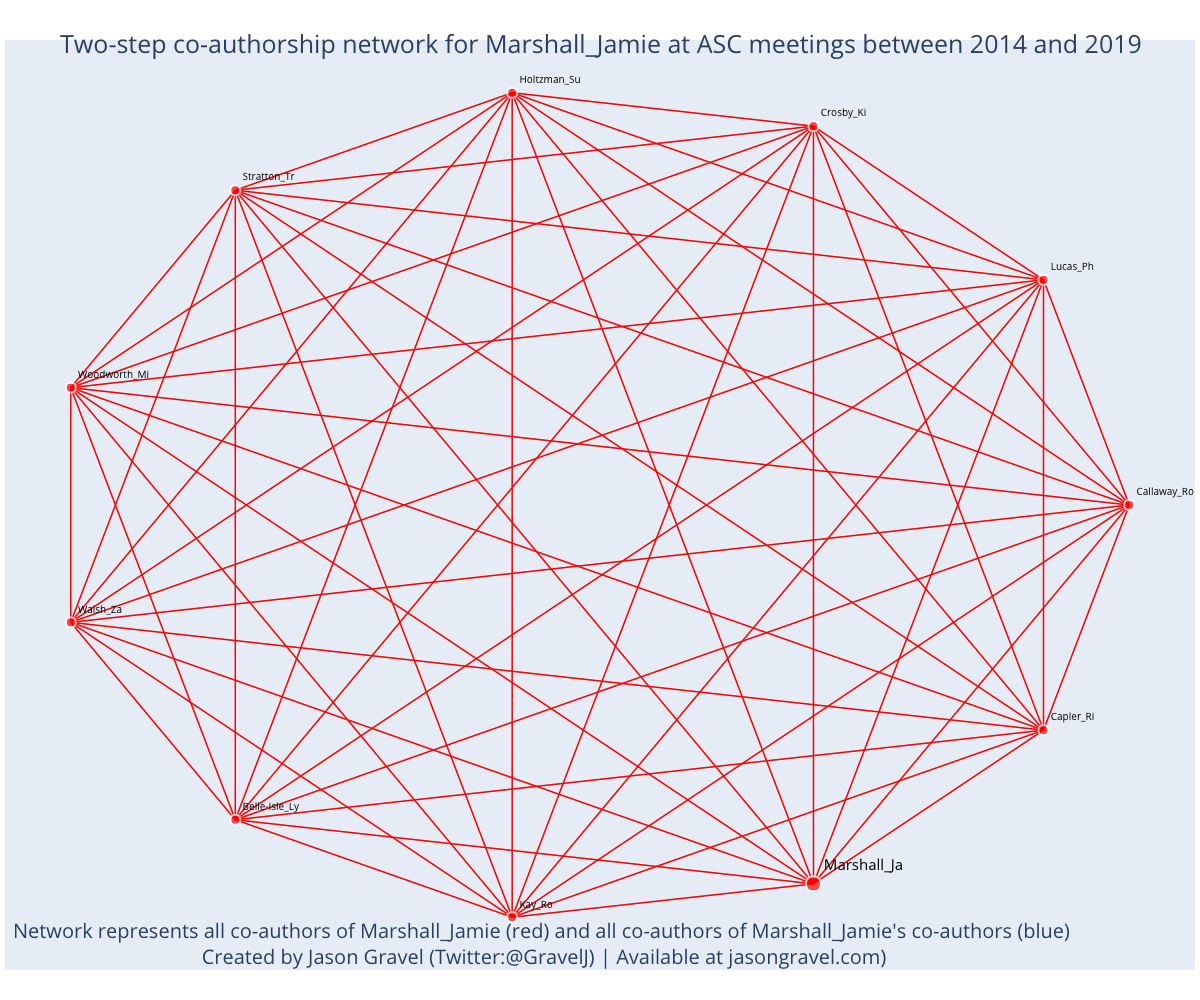 Two-step co-authorship network for Marshall_Jamie at ASC meetings between 2014 and 2019
Holtzman_Su
Crosby_Ki
Stratton_Tr
Lucas_Ph
Woodworth_Mi
Callaway_Ro
Walsh_Za
Capler_Ri
Belle-Isle_Ly
Marshall_Ja
Kay_Ro
Network represents all co-authors of Marshall_Jamie (red) and all co-authors of Marshall_Jamie's co-authors (blue)
Created by Jason Gravel (Twitter:@GravelJ) | Available at jasongravel.com)